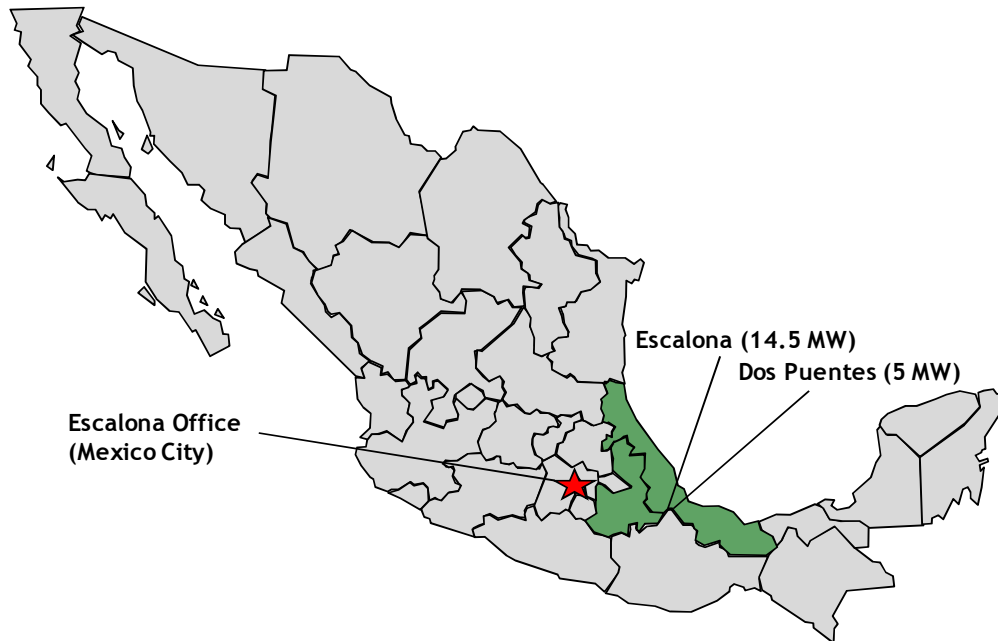 Escalona (14.5 MW)
Dos Puentes (5 MW)
Escalona Office
(Mexico City)